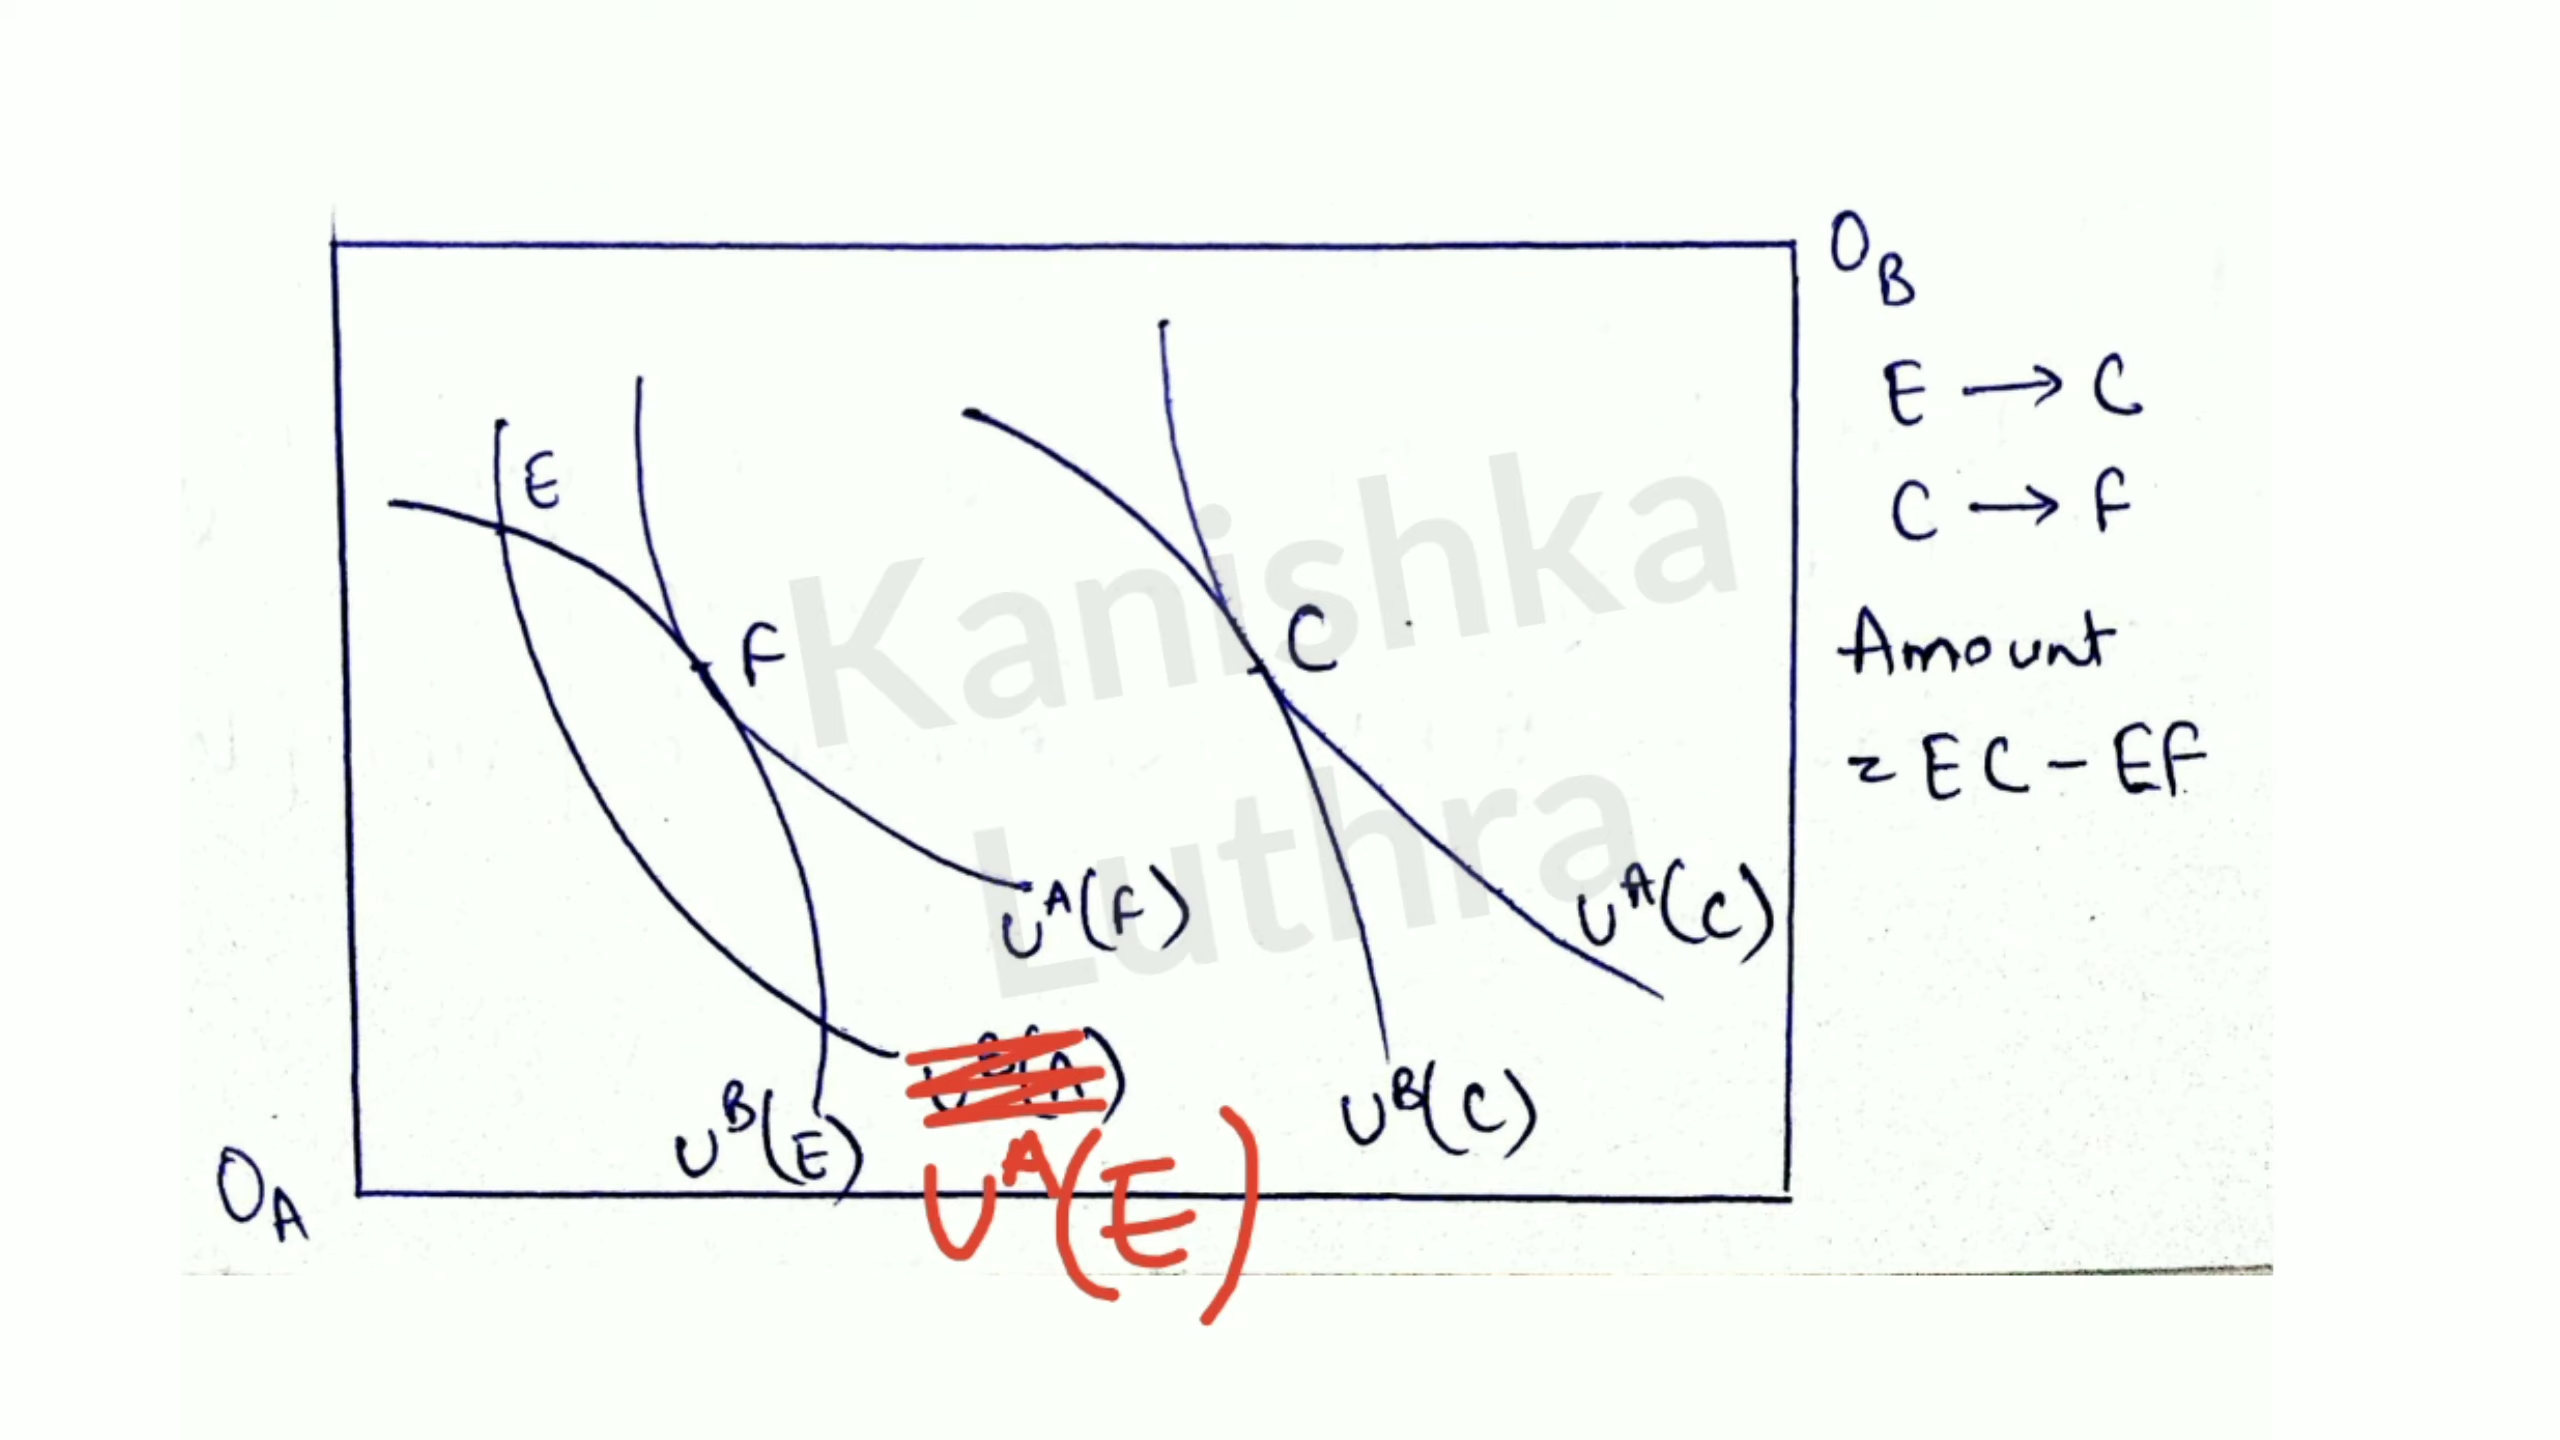 O_B
E → C
C → F
Amount
= EC - EF
E
F
C
U^A(F)
U^A(C)
U^B(E)
U^B(C)
O_A
U^A(E)
Kanishka
Luthra